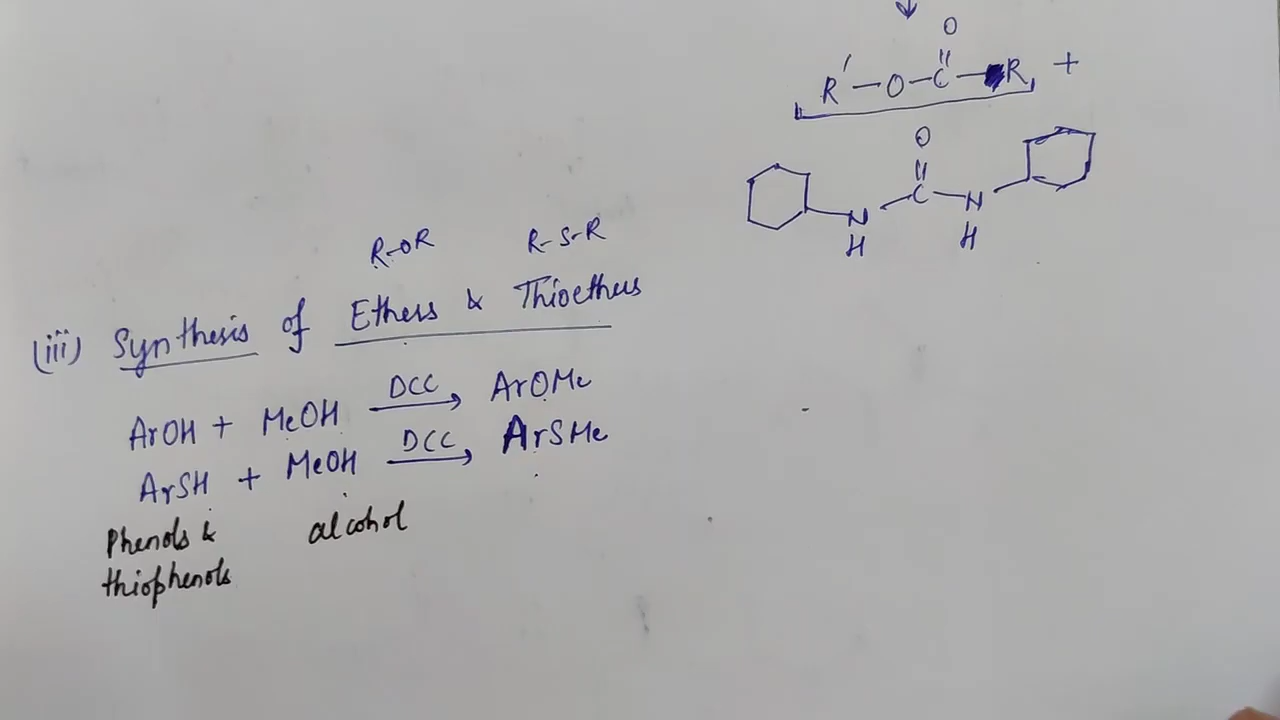 O
R' — O — C — R +
O
N C N
H H
R-OR R-S-R
(iii) Synthesis of Ethers & Thioethers
ArOH + MeOH DCC → ArOMe
ArSH + MeOH DCC → ArSMe
Phenols & alcohol
thiophenols